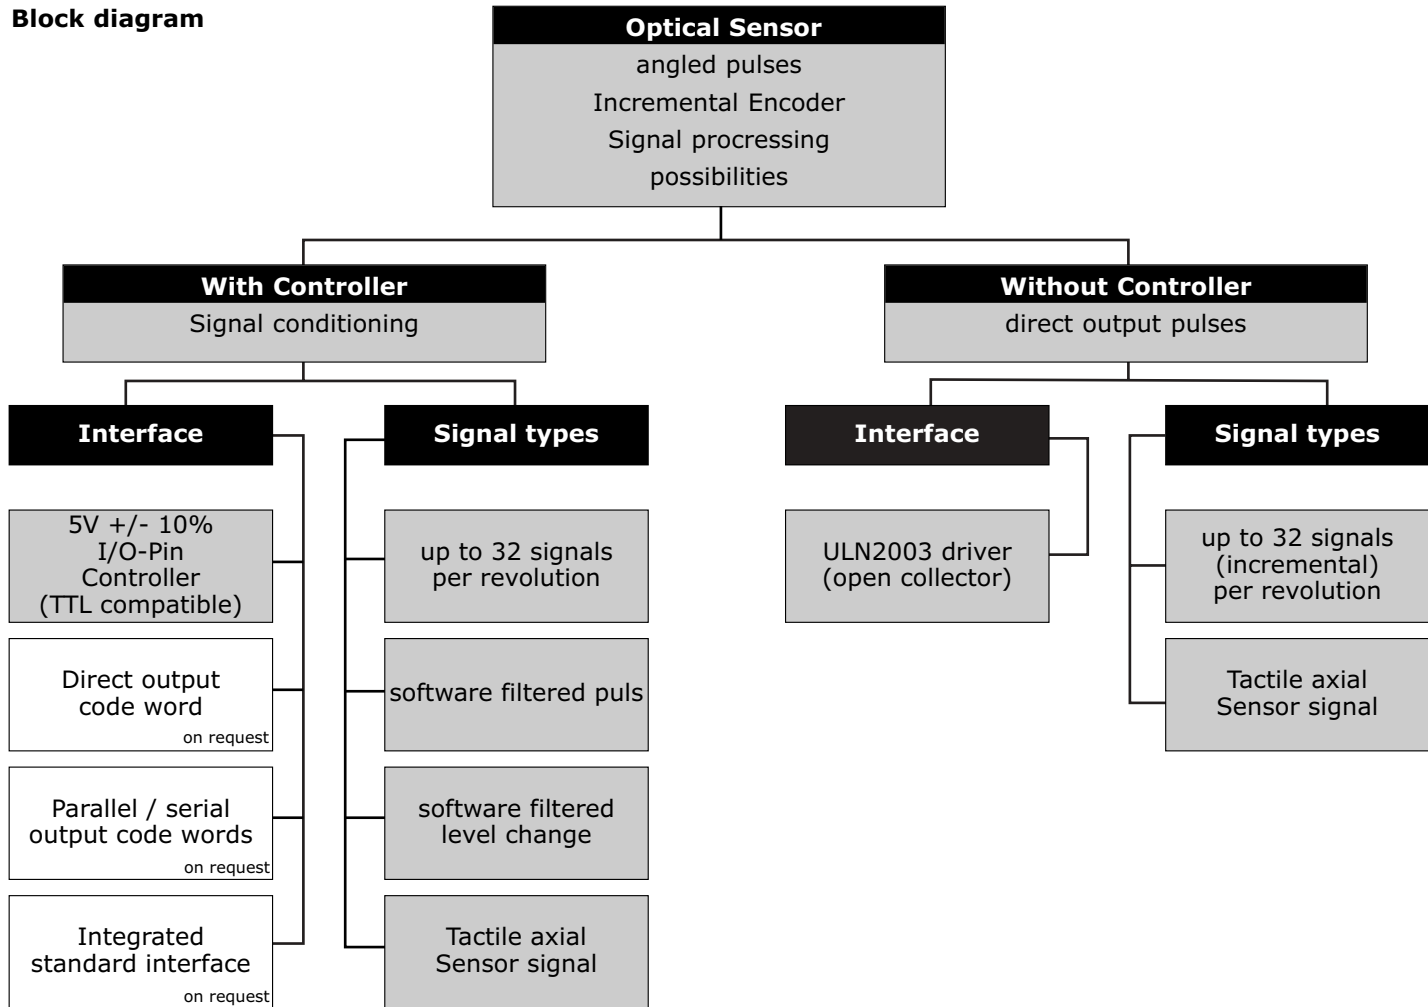 Block diagram
Optical Sensor
angled pulses
Incremental Encoder
Signal procressing
possibilities
With Controller
Signal conditioning
Without Controller
direct output pulses
Interface
Signal types
Interface
Signal types
5V +/- 10%
I/O-Pin
Controller
(TTL compatible)
up to 32 signals
per revolution
ULN2003 driver
(open collector)
up to 32 signals
(incremental)
per revolution
Direct output
code word
on request
software filtered puls
Tactile axial
Sensor signal
Parallel / serial
output code words
on request
software filtered
level change
Integrated
standard interface
on request
Tactile axial
Sensor signal